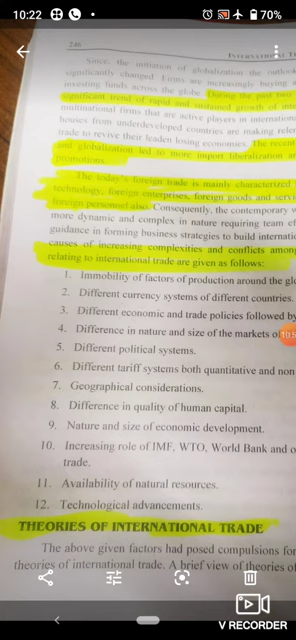 10:22
70%
246
INTERNATIONAL
Since, the initiation of globalization the outlook
significantly changed Firms are increasingly buying
investing funds across the globe. During the past two
significant trend of rapid and sustained growth of
multinational firms that are active players in international
houses from underdeveloped countries are making
trade to revive their leaden losing economies. The recent
and globalization led to more import liberalization
promotions.
The today's foreign trade is mainly characterized
technology, foreign enterprises, foreign goods and
foreign personnel also. Consequently, the contemporary
more dynamic and complex in nature requiring team
guidance in forming business strategies to build
causes of increasing complexities and conflicts
relating to international trade are given as follows:
1. Immobility of factors of production around the
2. Different currency systems of different countries.
3. Different economic and trade policies followed by
4. Difference in nature and size of the markets
5. Different political systems.
6. Different tariff systems both quantitative and non
7. Geographical considerations.
8. Difference in quality of human capital.
9. Nature and size of economic development.
10. Increasing role of IMF, WTO, World Bank and
trade.
11. Availability of natural resources.
12. Technological advancements.
THEORIES OF INTERNATIONAL TRADE
The above given factors had posed compulsions for
theories of international trade. A brief view of theories of
V RECORDER